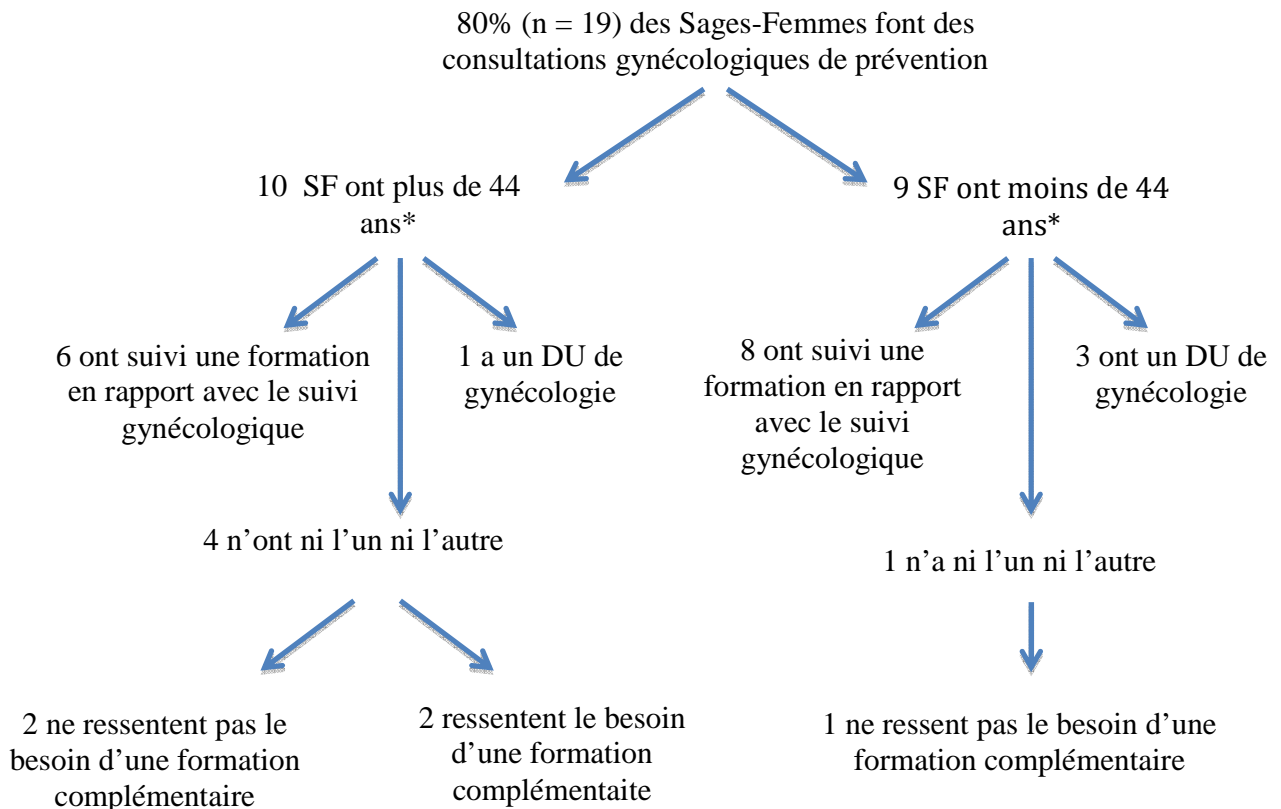 80% (n = 19) des Sages-Femmes font des
consultations gynécologiques de prévention
10 SF ont plus de 44
ans*
9 SF ont moins de 44
ans*
6 ont suivi une formation
en rapport avec le suivi
gynécologique
1 a un DU de
gynécologie
8 ont suivi une
formation en rapport
avec le suivi
gynécologique
3 ont un DU de
gynécologie
4 n’ont ni l’un ni l’autre
1 n’a ni l’un ni l’autre
2 ne ressentent pas le
besoin d’une formation
complémentaire
2 ressentent le besoin
d’une formation
complémentaite
1 ne ressent pas le besoin d’une
formation complémentaire